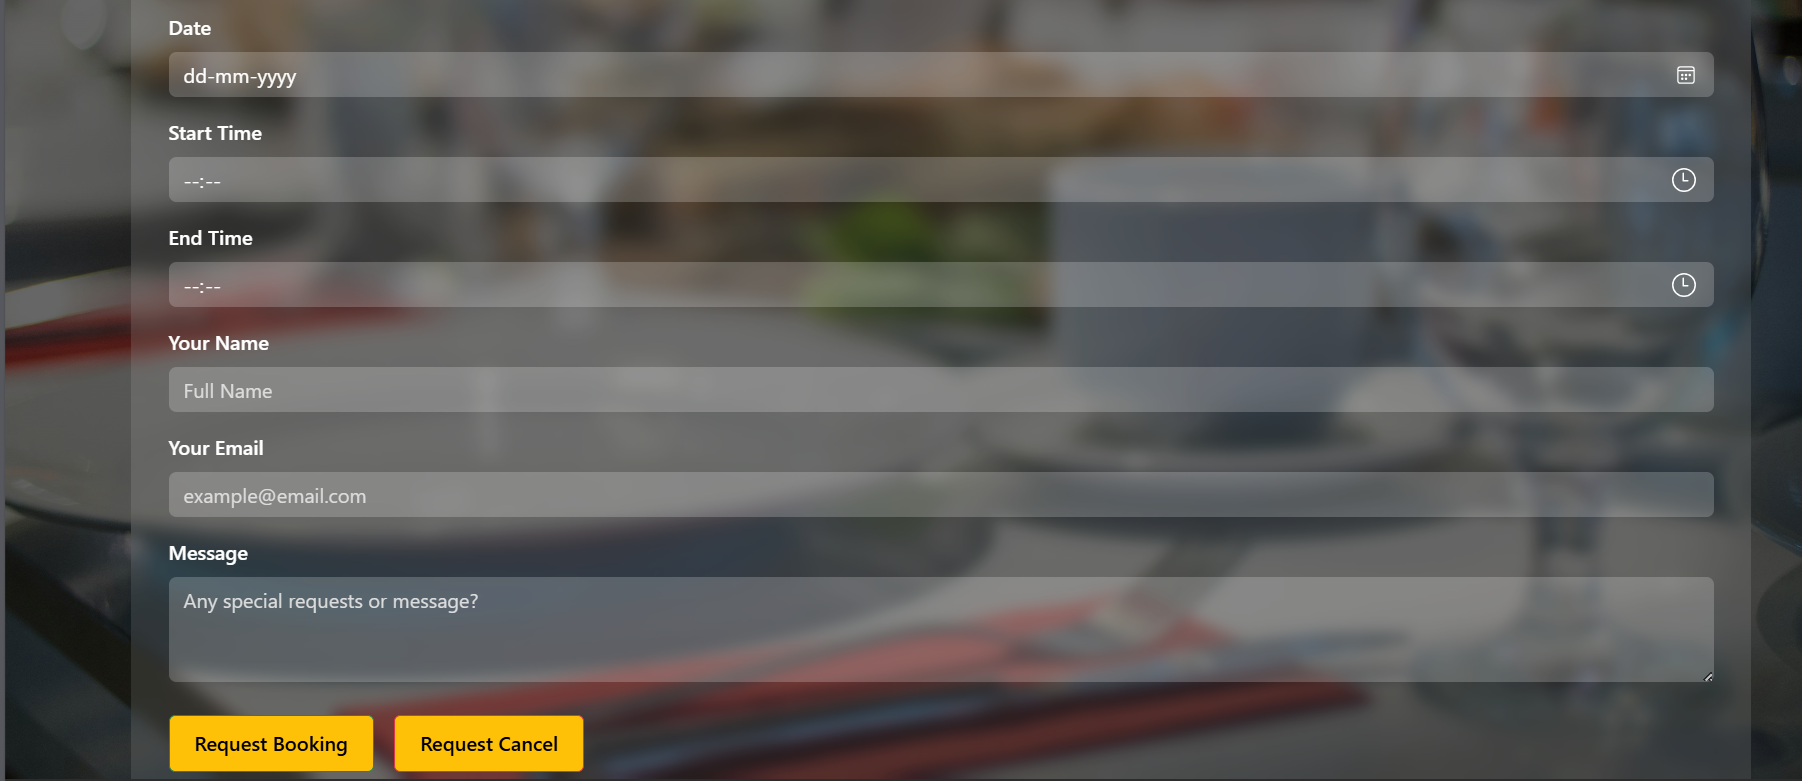 Date
dd-mm-yyyy
Start Time
--:--
End Time
--:--
Your Name
Full Name
Your Email
example@email.com
Message
Any special requests or message?
Request Booking
Request Cancel